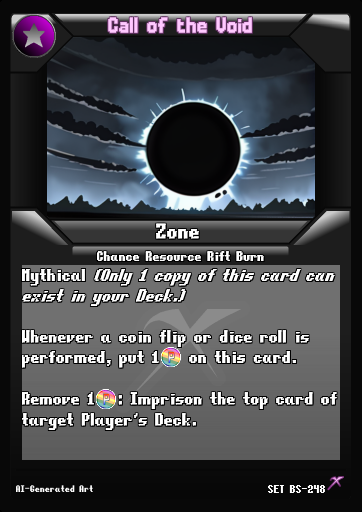 Call of the Void
Zone
Chance Resource Rift Burn
Mythical (Only 1 copy of this card can
exist in your Deck.)
Whenever a coin flip or dice roll is
performed, put 1 P on this card.
Remove 1 P: Imprison the top card of
target Player's Deck.
AI-Generated Art
SET BS-248